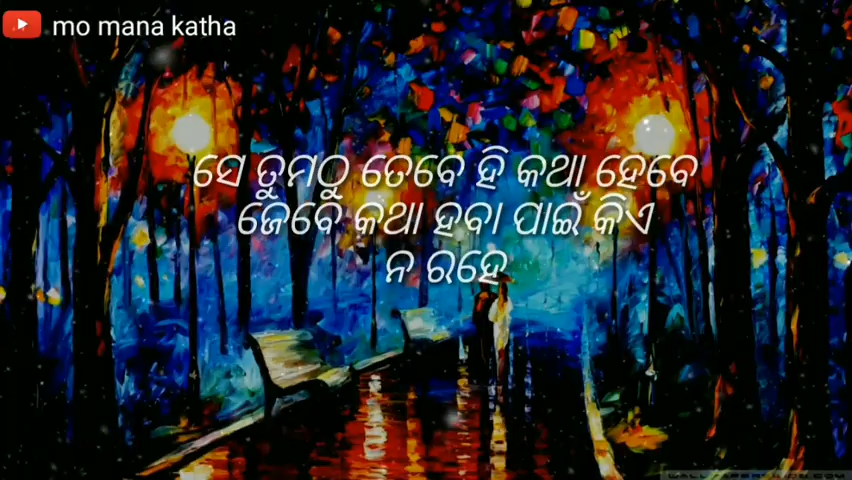 mo mana katha
ସେ ତୁମଠୁ ତେବେ ହି କଥା ହେବେ
ଜେବେ କଥା ହବା ପାଇଁ କିଏ
ନ ରହେ